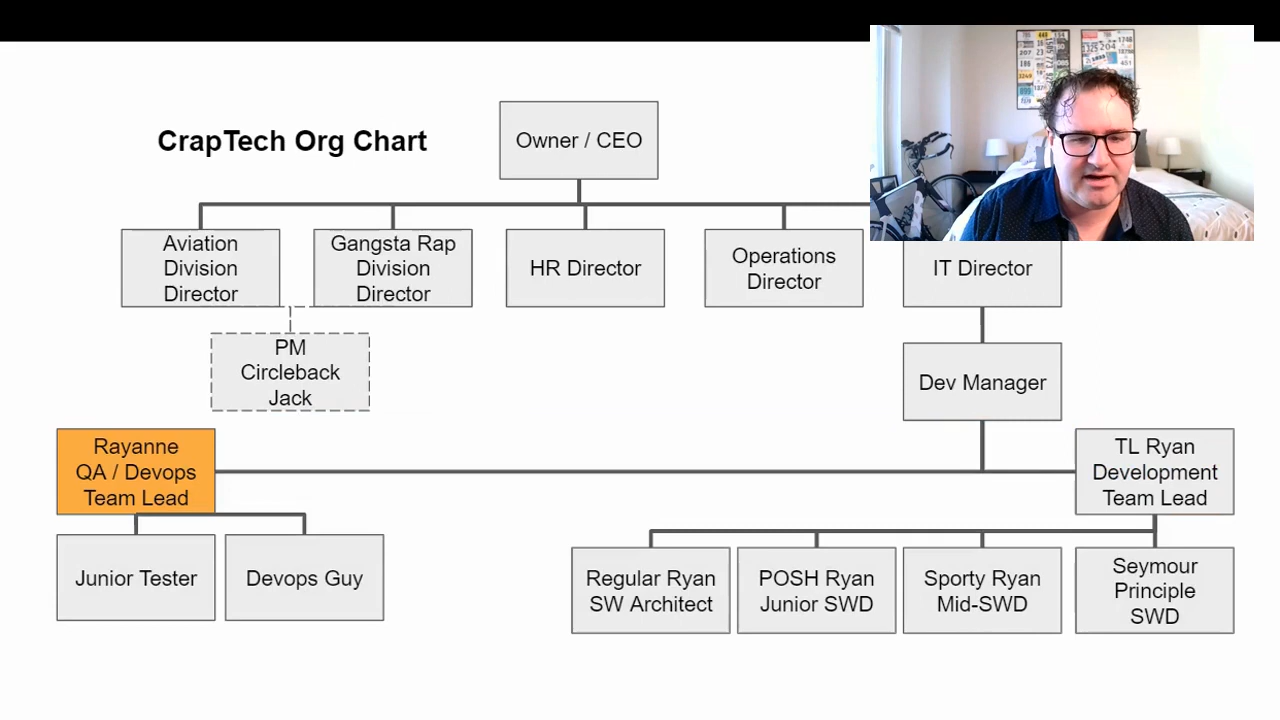 CrapTech Org Chart
Owner / CEO
Aviation
Division
Director
Gangsta Rap
Division
Director
HR Director
Operations
Director
IT Director
PM
Circleback
Jack
Dev Manager
Rayanne
QA / Devops
Team Lead
TL Ryan
Development
Team Lead
Junior Tester
Devops Guy
Regular Ryan
SW Architect
POSH Ryan
Junior SWD
Sporty Ryan
Mid-SWD
Seymour
Principle
SWD